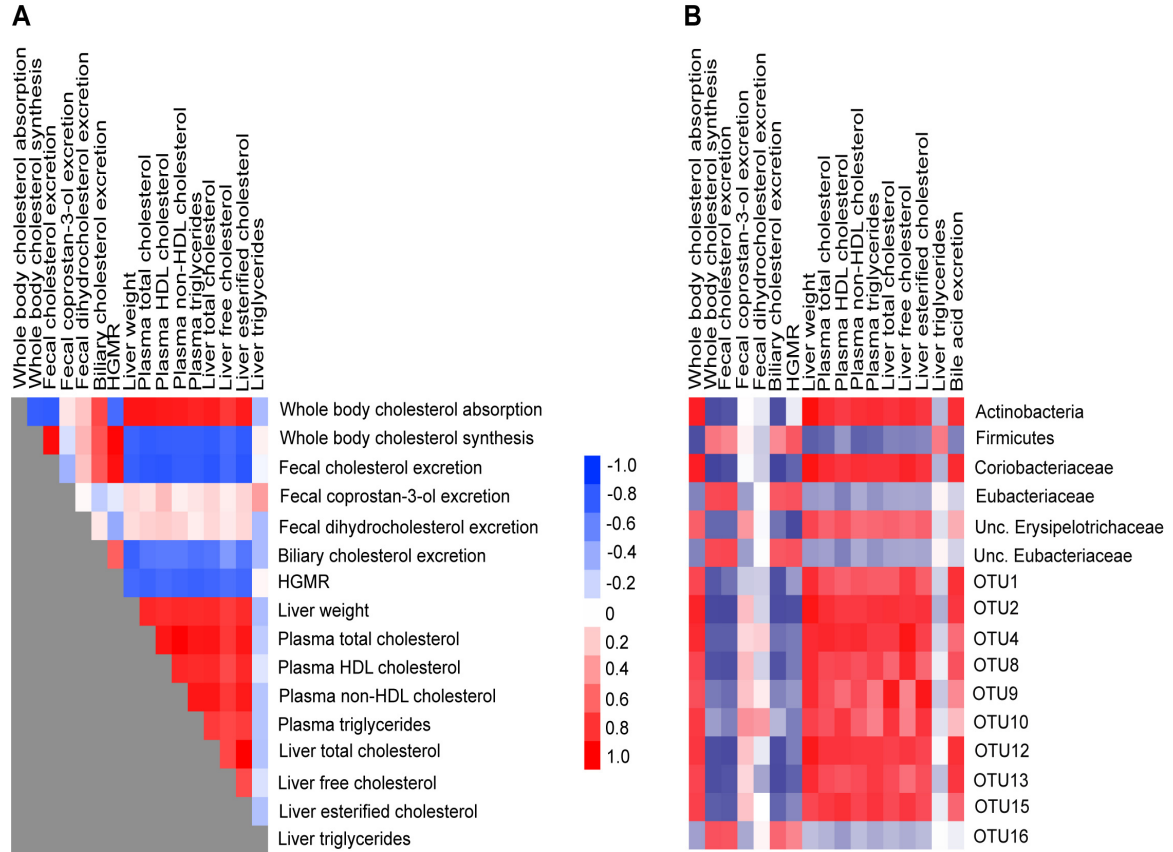 A
B
Whole body cholesterol absorption
Whole body cholesterol synthesis
Fecal cholesterol excretion
Fecal coprostan-3-ol excretion
Fecal dihydrocholesterol excretion
Biliary cholesterol excretion
HGMR
Liver weight
Plasma total cholesterol
Plasma HDL cholesterol
Plasma non-HDL cholesterol
Plasma triglycerides
Liver total cholesterol
Liver free cholesterol
Liver esterified cholesterol
Liver triglycerides
Whole body cholesterol absorption
Whole body cholesterol synthesis
Fecal cholesterol excretion
Fecal coprostan-3-ol excretion
Fecal dihydrocholesterol excretion
Biliary cholesterol excretion
HGMR
Liver weight
Plasma total cholesterol
Plasma HDL cholesterol
Plasma non-HDL cholesterol
Plasma triglycerides
Liver total cholesterol
Liver free cholesterol
Liver esterified cholesterol
Liver triglycerides
-1.0
-0.8
-0.6
-0.4
-0.2
0
0.2
0.4
0.6
0.8
1.0
Whole body cholesterol absorption
Whole body cholesterol synthesis
Fecal cholesterol excretion
Fecal coprostan-3-ol excretion
Fecal dihydrocholesterol excretion
Biliary cholesterol excretion
HGMR
Liver weight
Plasma total cholesterol
Plasma HDL cholesterol
Plasma non-HDL cholesterol
Plasma triglycerides
Liver total cholesterol
Liver free cholesterol
Liver esterified cholesterol
Liver triglycerides
Bile acid excretion
Actinobacteria
Firmicutes
Coriobacteriaceae
Eubacteriaceae
Unc. Erysipelotrichaceae
Unc. Eubacteriaceae
OTU1
OTU2
OTU4
OTU8
OTU9
OTU10
OTU12
OTU13
OTU15
OTU16